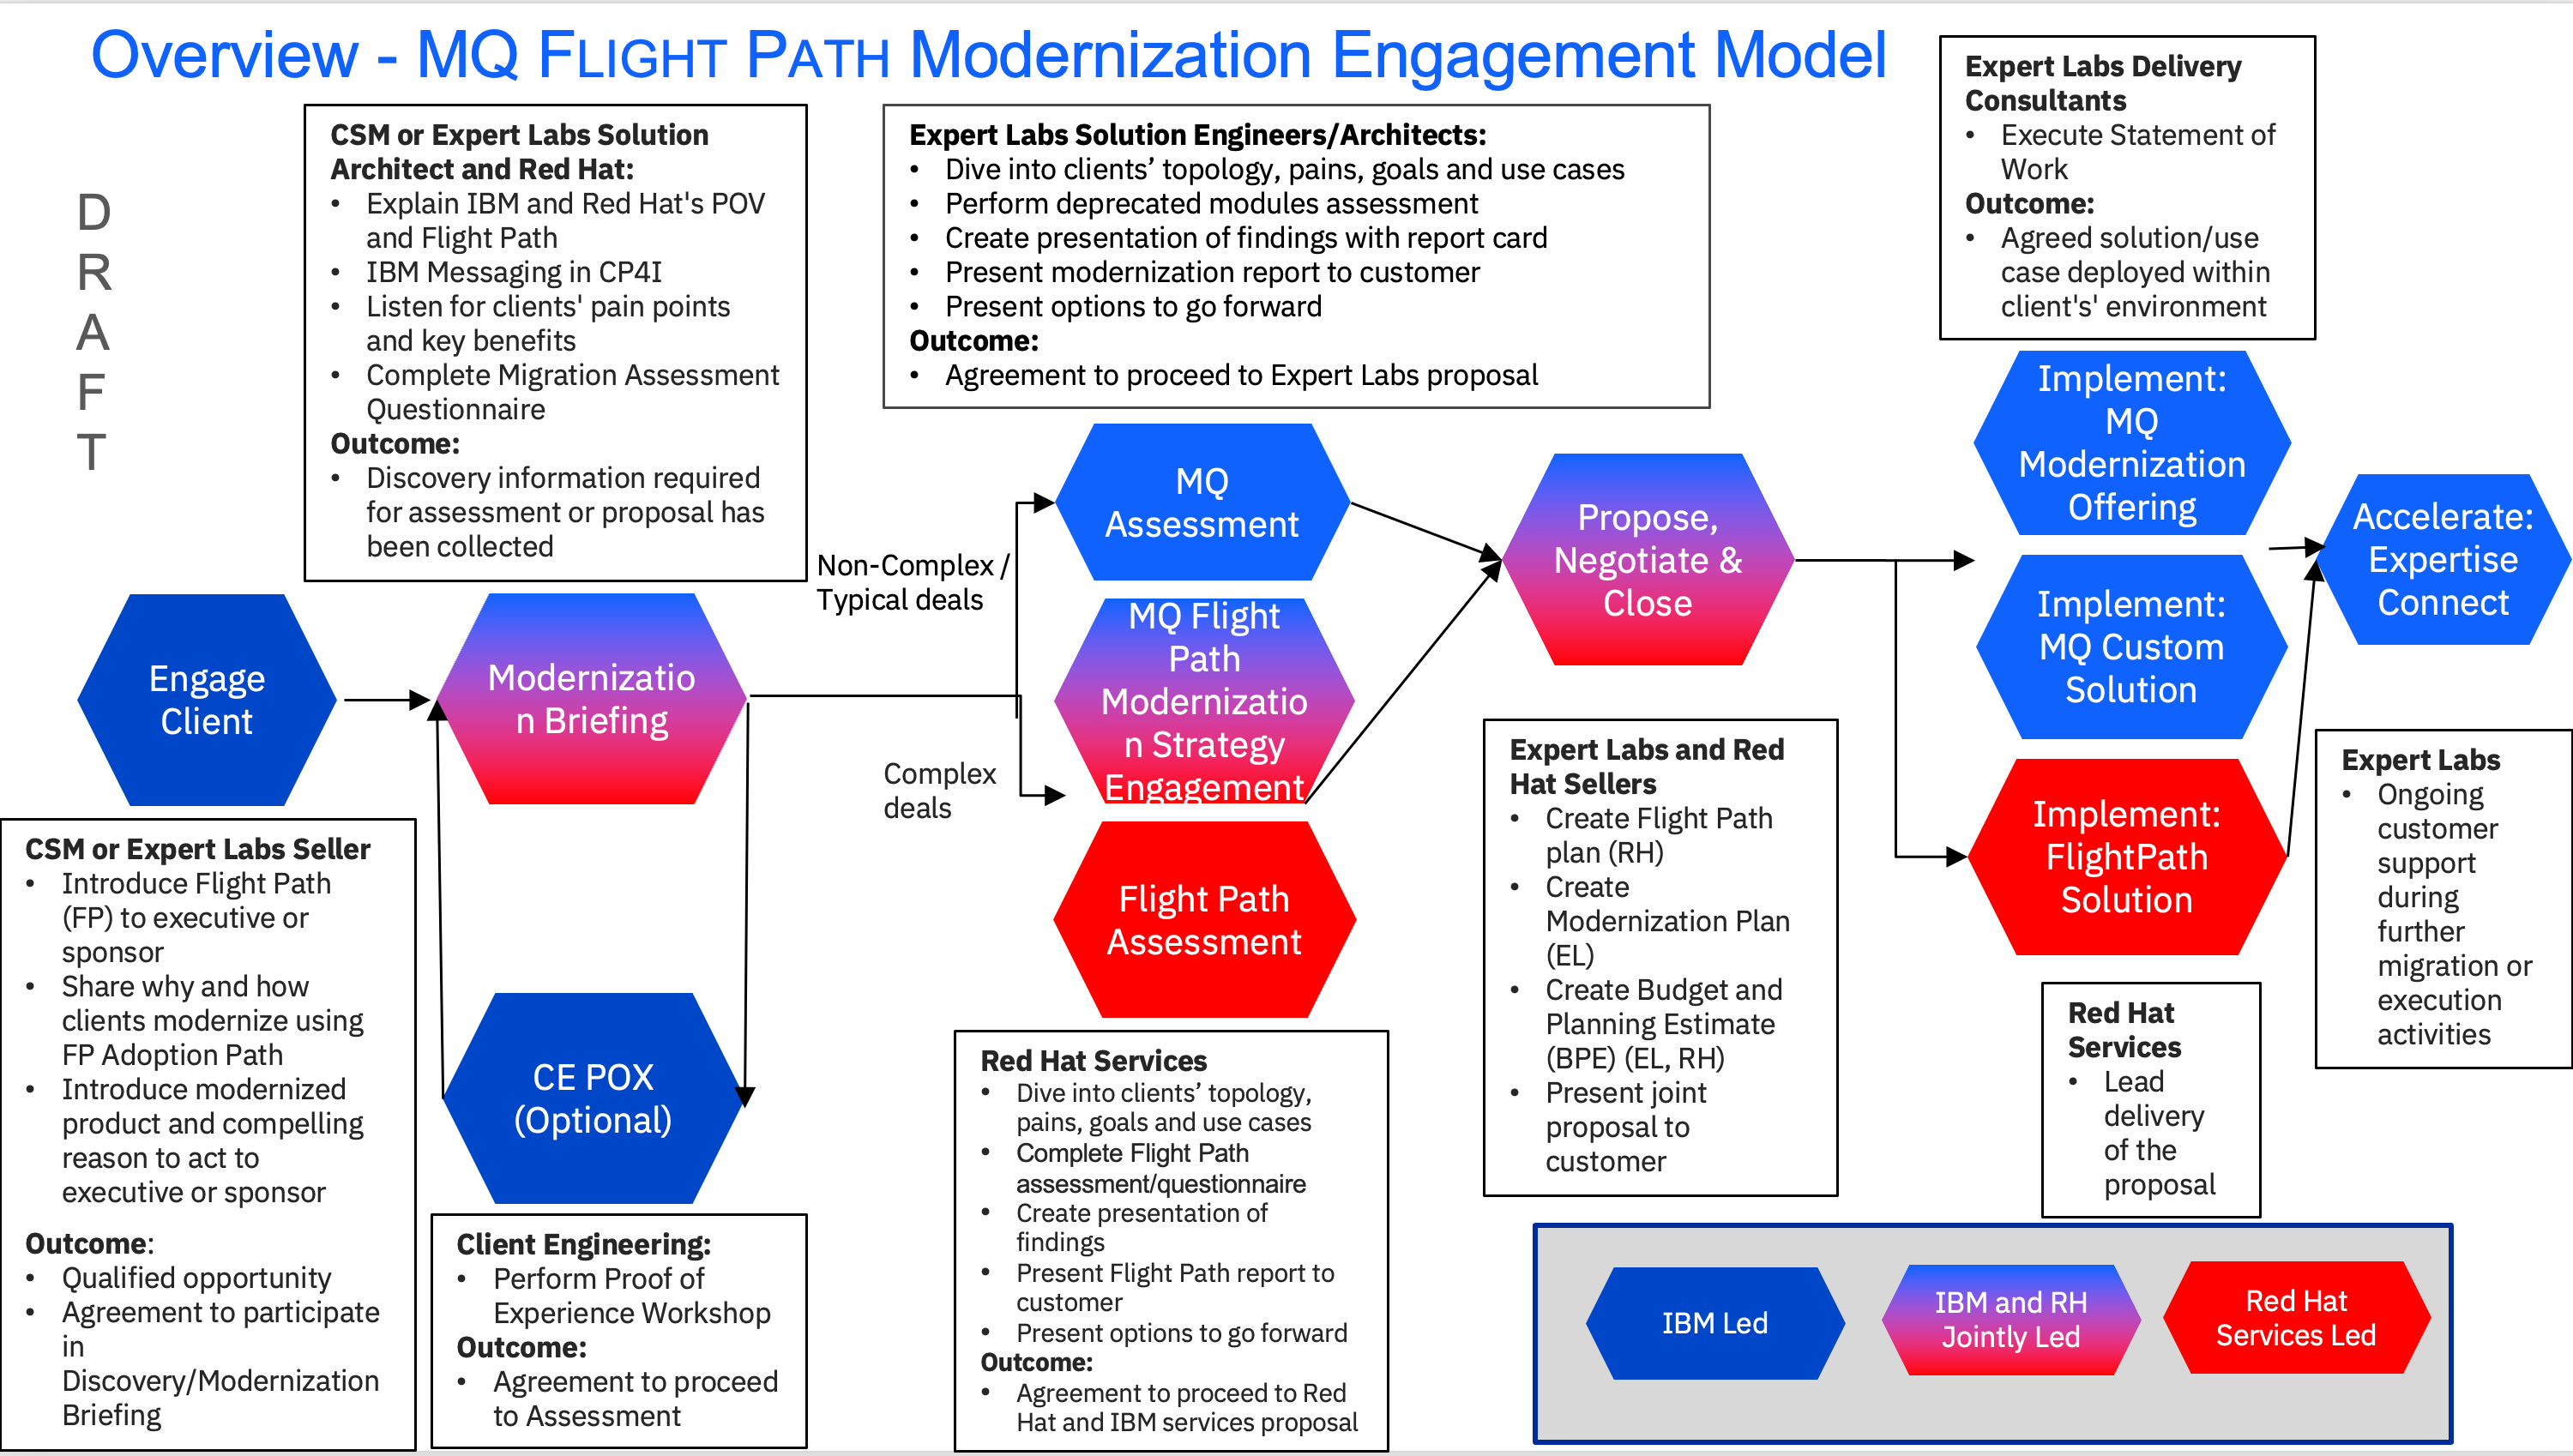 Overview - MQ FLIGHT PATH Modernization Engagement Model
D
R
A
F
T
CSM or Expert Labs Solution
Architect and Red Hat:
• Explain IBM and Red Hat's POV
and Flight Path
• IBM Messaging in CP4I
• Listen for clients' pain points
and key benefits
• Complete Migration Assessment
Questionnaire
Outcome:
• Discovery information required
for assessment or proposal has
been collected
Expert Labs Solution Engineers/Architects:
• Dive into clients’ topology, pains, goals and use cases
• Perform deprecated modules assessment
• Create presentation of findings with report card
• Present modernization report to customer
• Present options to go forward
Outcome:
• Agreement to proceed to Expert Labs proposal
Expert Labs Delivery
Consultants
• Execute Statement of
Work
Outcome:
• Agreed solution/use
case deployed within
client's' environment
Engage
Client
Modernizatio
n Briefing
CE POX
(Optional)
Non-Complex /
Typical deals
Complex
deals
MQ
Assessment
MQ Flight
Path
Modernizatio
n Strategy
Engagement
Flight Path
Assessment
Propose,
Negotiate &
Close
Implement:
MQ
Modernization
Offering
Implement:
MQ Custom
Solution
Implement:
FlightPath
Solution
Accelerate:
Expertise
Connect
CSM or Expert Labs Seller
• Introduce Flight Path
(FP) to executive or
sponsor
• Share why and how
clients modernize using
FP Adoption Path
• Introduce modernized
product and compelling
reason to act to
executive or sponsor
Outcome:
• Qualified opportunity
• Agreement to participate
in
Discovery/Modernization
Briefing
Client Engineering:
• Perform Proof of
Experience Workshop
Outcome:
• Agreement to proceed
to Assessment
Red Hat Services
• Dive into clients’ topology,
pains, goals and use cases
• Complete Flight Path
assessment/questionnaire
• Create presentation of
findings
• Present Flight Path report to
customer
• Present options to go forward
Outcome:
• Agreement to proceed to Red
Hat and IBM services proposal
Expert Labs and Red
Hat Sellers
• Create Flight Path
plan (RH)
• Create
Modernization Plan
(EL)
• Create Budget and
Planning Estimate
(BPE) (EL, RH)
• Present joint
proposal to
customer
Red Hat
Services
• Lead
delivery
of the
proposal
Expert Labs
• Ongoing
customer
support
during
further
migration or
execution
activities
IBM Led
IBM and RH
Jointly Led
Red Hat
Services Led